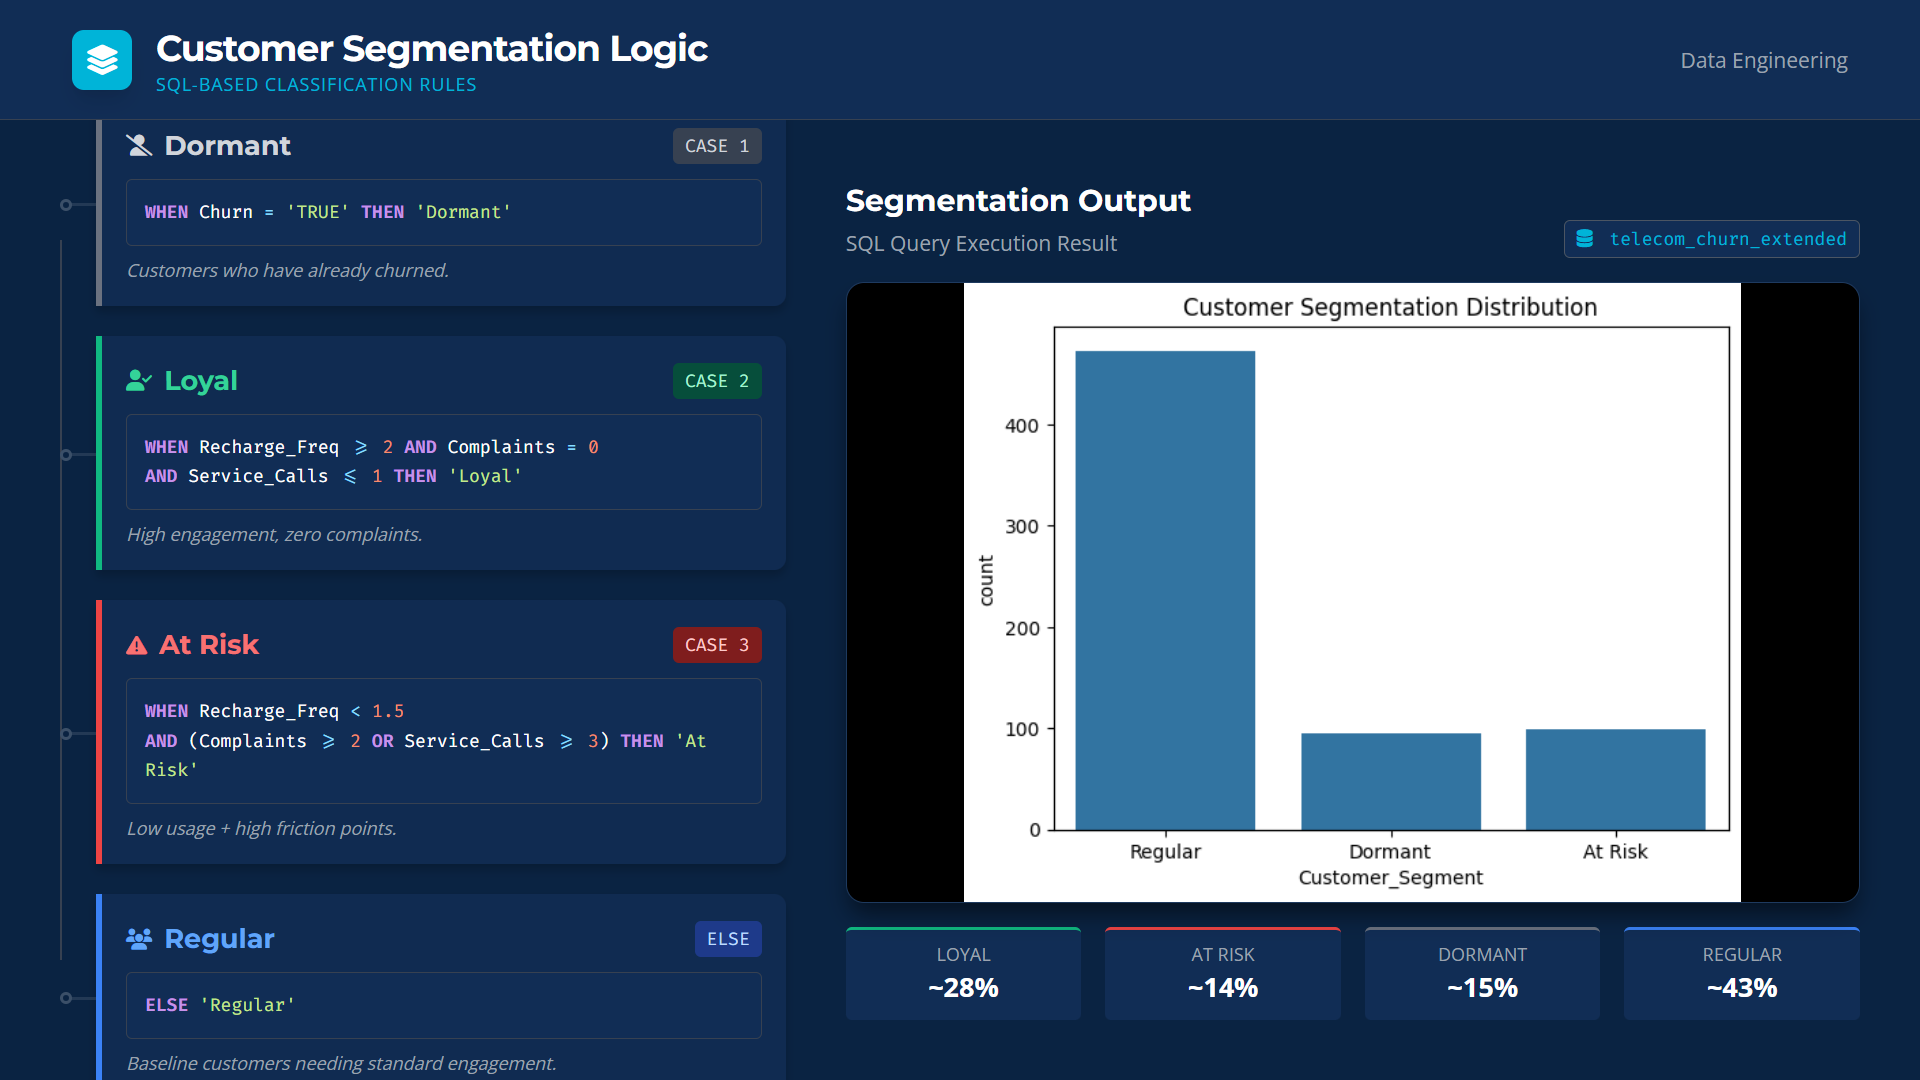 Customer Segmentation Logic
SQL-BASED CLASSIFICATION RULES
Data Engineering
Dormant
CASE 1
WHEN Churn = 'TRUE' THEN 'Dormant'
Customers who have already churned.
Loyal
CASE 2
WHEN Recharge_Freq ⩾ 2 AND Complaints = 0
AND Service_Calls ⩽ 1 THEN 'Loyal'
High engagement, zero complaints.
At Risk
CASE 3
WHEN Recharge_Freq < 1.5
AND (Complaints ⩾ 2 OR Service_Calls ⩾ 3) THEN 'At
Risk'
Low usage + high friction points.
Regular
ELSE
ELSE 'Regular'
Baseline customers needing standard engagement.
Segmentation Output
SQL Query Execution Result
telecom_churn_extended
Customer Segmentation Distribution
count
400
300
200
100
0
Regular
Dormant
At Risk
Customer_Segment
LOYAL
~28%
AT RISK
~14%
DORMANT
~15%
REGULAR
~43%